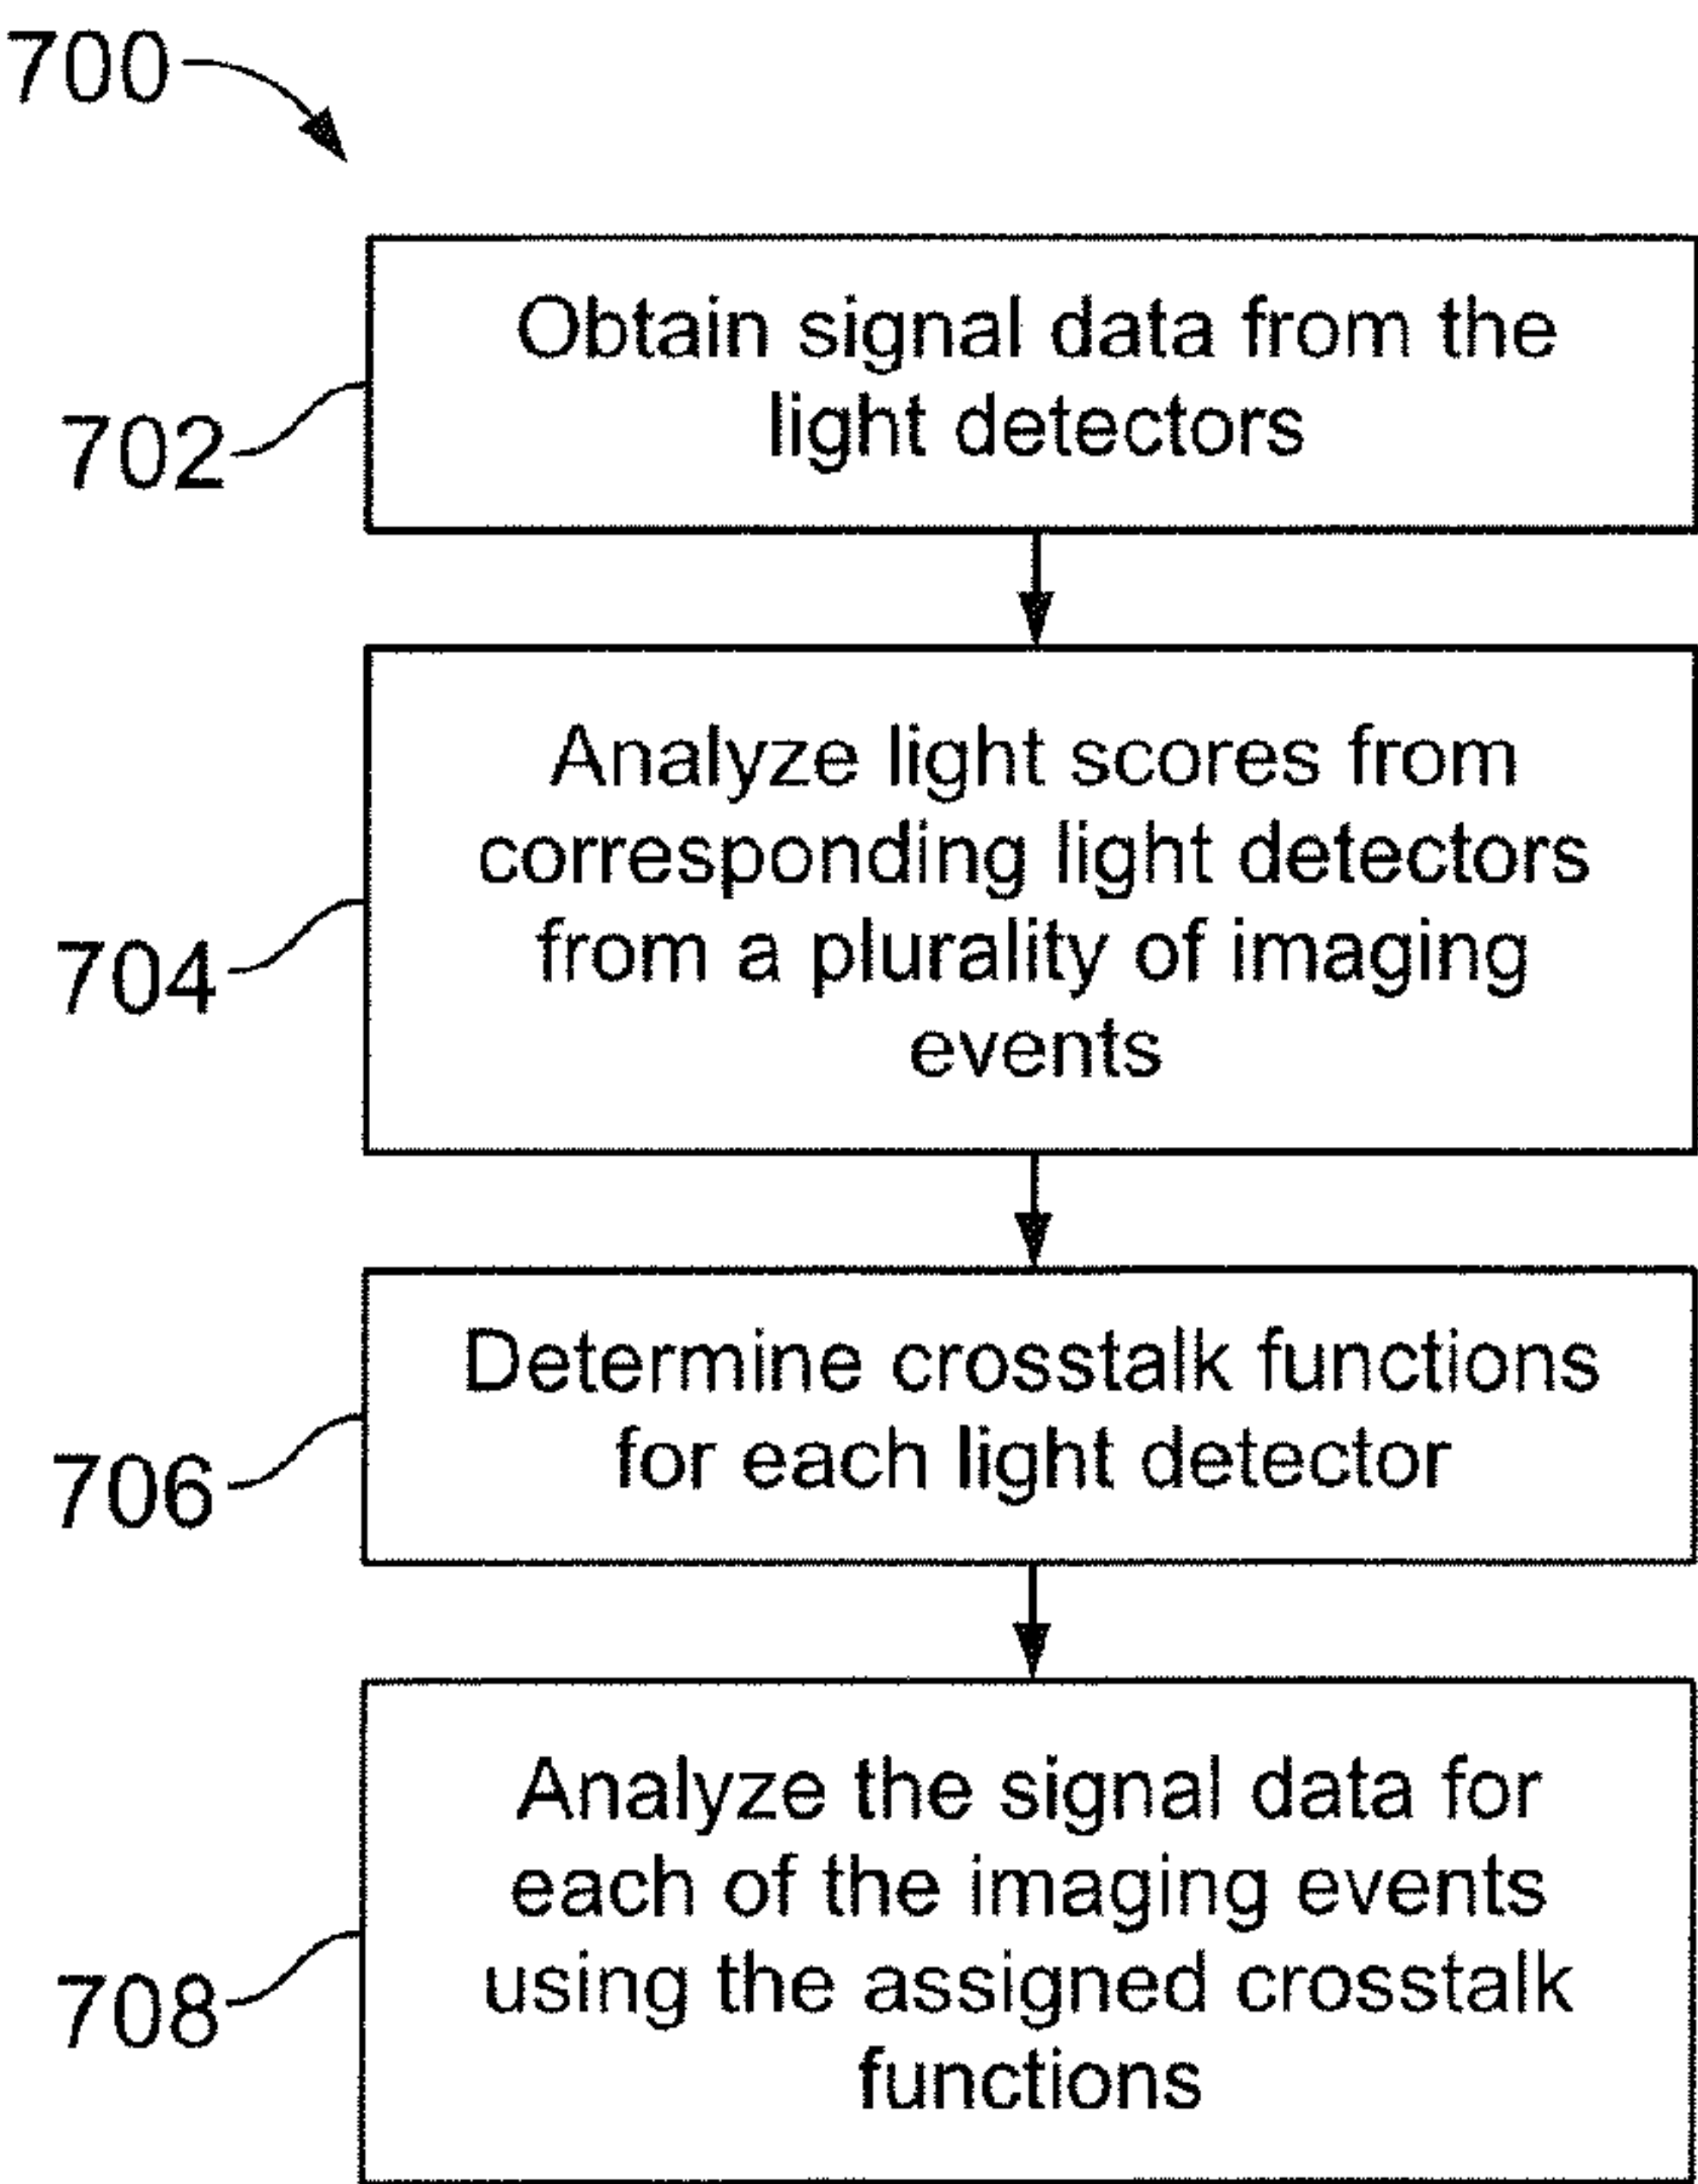 700
Obtain signal data from the
light detectors
702
Analyze light scores from
corresponding light detectors
from a plurality of imaging
events
704
Determine crosstalk functions
for each light detector
706
Analyze the signal data for
each of the imaging events
using the assigned crosstalk
functions
708